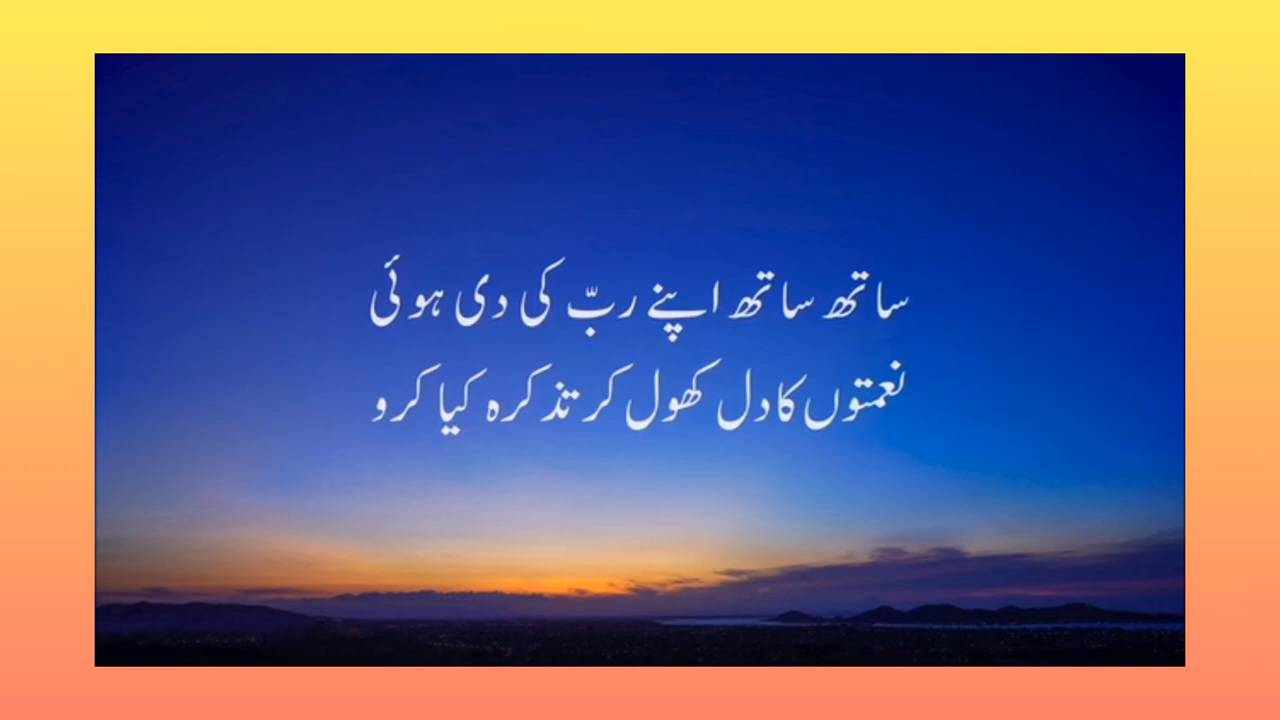 ساتھ ساتھ اپنے ربّ کی دی ہوئی
نعمتوں کا دل کھول کر تذکرہ کیا کرو